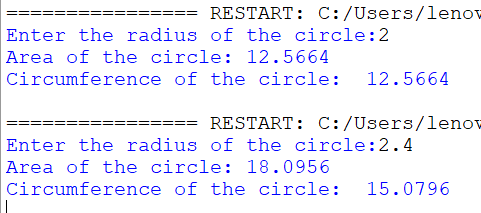 ================ RESTART: C:/Users/lenov
Enter the radius of the circle:2
Area of the circle: 12.5664
Circumference of the circle:  12.5664
================ RESTART: C:/Users/lenov
Enter the radius of the circle:2.4
Area of the circle: 18.0956
Circumference of the circle:  15.0796